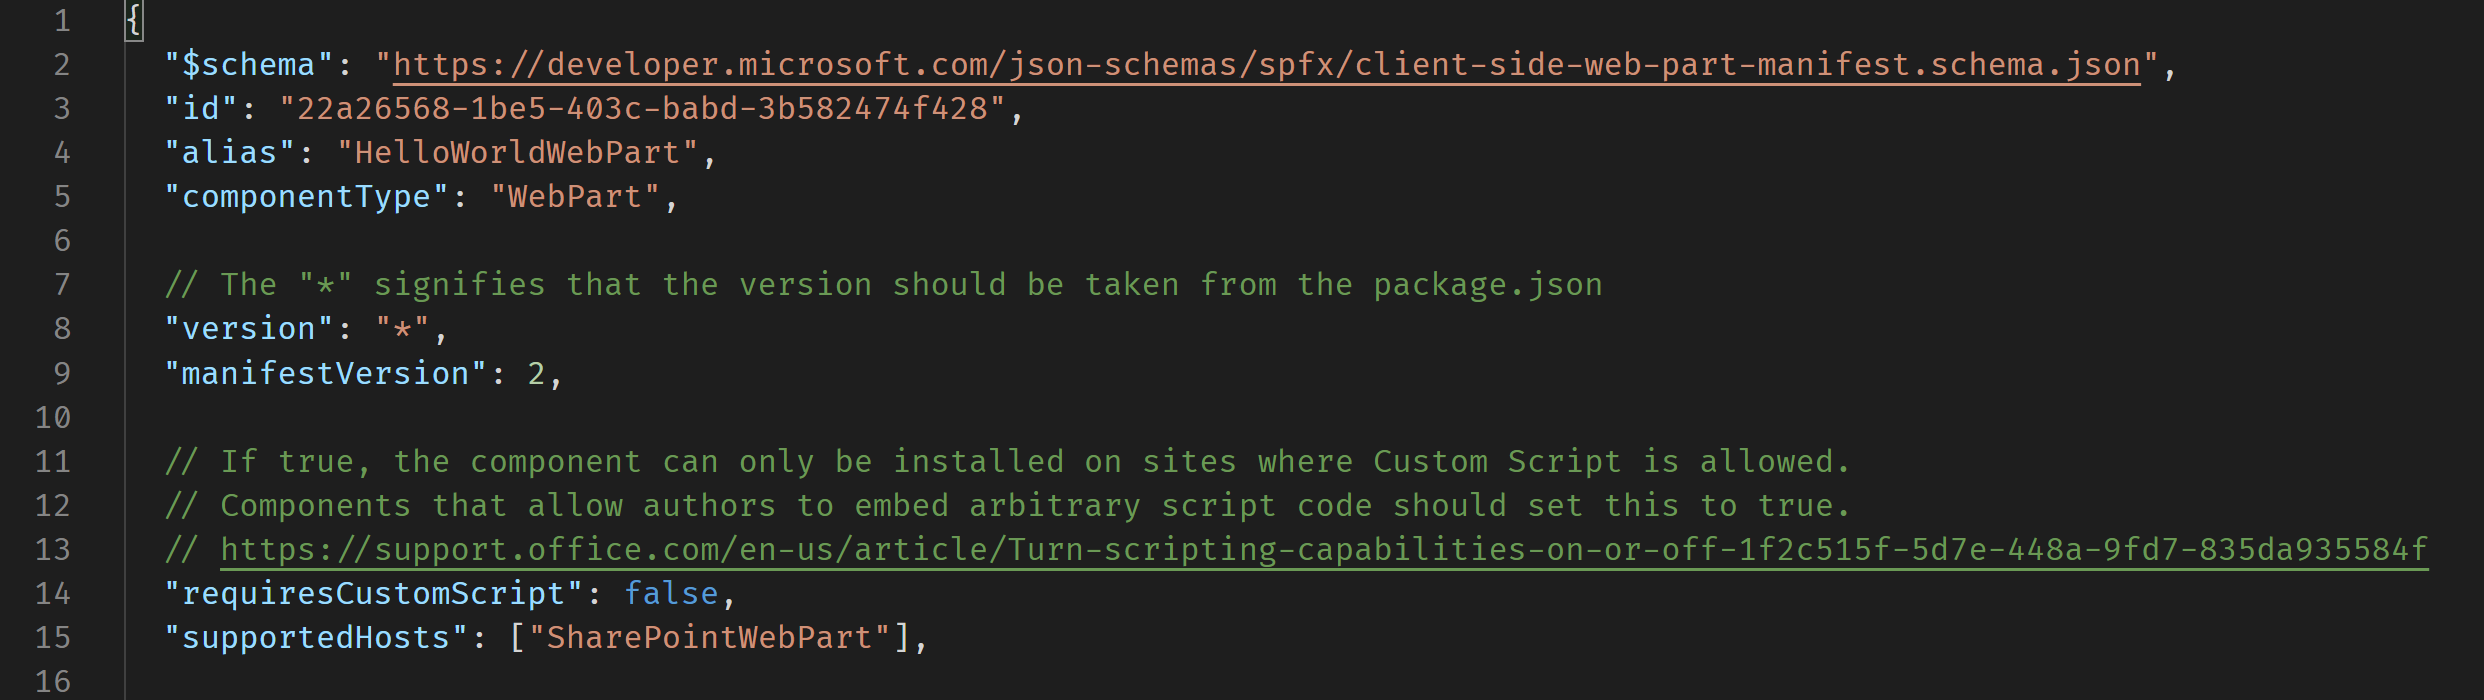 1 {
2 "$schema": "https://developer.microsoft.com/json-schemas/spfx/client-side-web-part-manifest.schema.json",
3 "id": "22a26568-1be5-403c-babd-3b582474f428",
4 "alias": "HelloWorldWebPart",
5 "componentType": "WebPart",
6
7 // The "*" signifies that the version should be taken from the package.json
8 "version": "*",
9 "manifestVersion": 2,
10
11 // If true, the component can only be installed on sites where Custom Script is allowed.
12 // Components that allow authors to embed arbitrary script code should set this to true.
13 // https://support.office.com/en-us/article/Turn-scripting-capabilities-on-or-off-1f2c515f-5d7e-448a-9fd7-835da935584f
14 "requiresCustomScript": false,
15 "supportedHosts": ["SharePointWebPart"],
16